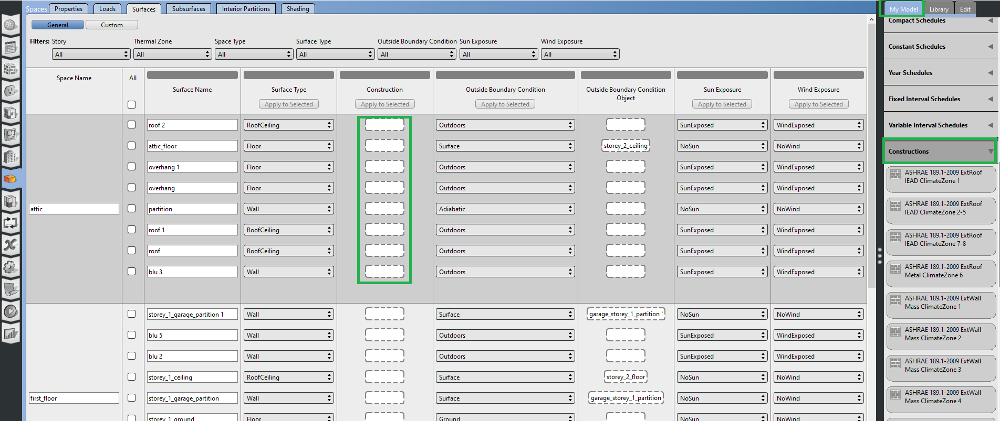 Spaces Properties Loads Surfaces Subsurfaces Interior Partitions Shading
My Model Library Edit
General Custom
Filters: Story Thermal Zone Space Type Surface Type Outside Boundary Condition Sun Exposure Wind Exposure
All All All All All All All
Space Name All Surface Name Surface Type Construction Outside Boundary Condition Outside Boundary Condition Object Sun Exposure Wind Exposure
Apply to Selected Apply to Selected Apply to Selected Apply to Selected Apply to Selected
attic
roof 2 RoofCeiling Outdoors SunExposed WindExposed
attic_floor Floor Surface storey_2_ceiling NoSun NoWind
overhang 1 Floor Outdoors SunExposed WindExposed
overhang Floor Outdoors SunExposed WindExposed
partition Wall Adiabatic NoSun NoWind
roof 1 RoofCeiling Outdoors SunExposed WindExposed
roof RoofCeiling Outdoors SunExposed WindExposed
blu 3 Wall Outdoors SunExposed WindExposed
first_floor
storey_1_garage_partition 1 Wall Surface garage_storey_1_partition NoSun NoWind
blu 5 Wall Outdoors SunExposed WindExposed
blu 2 Wall Outdoors SunExposed WindExposed
storey_1_ceiling RoofCeiling Surface storey_2_floor NoSun NoWind
storey_1_garage_partition Wall Surface garage_storey_1_partition NoSun NoWind
storey_1_ground Floor Ground NoSun NoWind
Compact Schedules
Constant Schedules
Year Schedules
Fixed Interval Schedules
Variable Interval Schedules
Constructions
ASHRAE 189.1-2009 ExtRoof
IEAD ClimateZone 1
ASHRAE 189.1-2009 ExtRoof
IEAD ClimateZone 2-5
ASHRAE 189.1-2009 ExtRoof
IEAD ClimateZone 7-8
ASHRAE 189.1-2009 ExtRoof
Metal ClimateZone 6
ASHRAE 189.1-2009 ExtWall
Mass ClimateZone 1
ASHRAE 189.1-2009 ExtWall
Mass ClimateZone 2
ASHRAE 189.1-2009 ExtWall
Mass ClimateZone 3
ASHRAE 189.1-2009 ExtWall
Mass ClimateZone 4